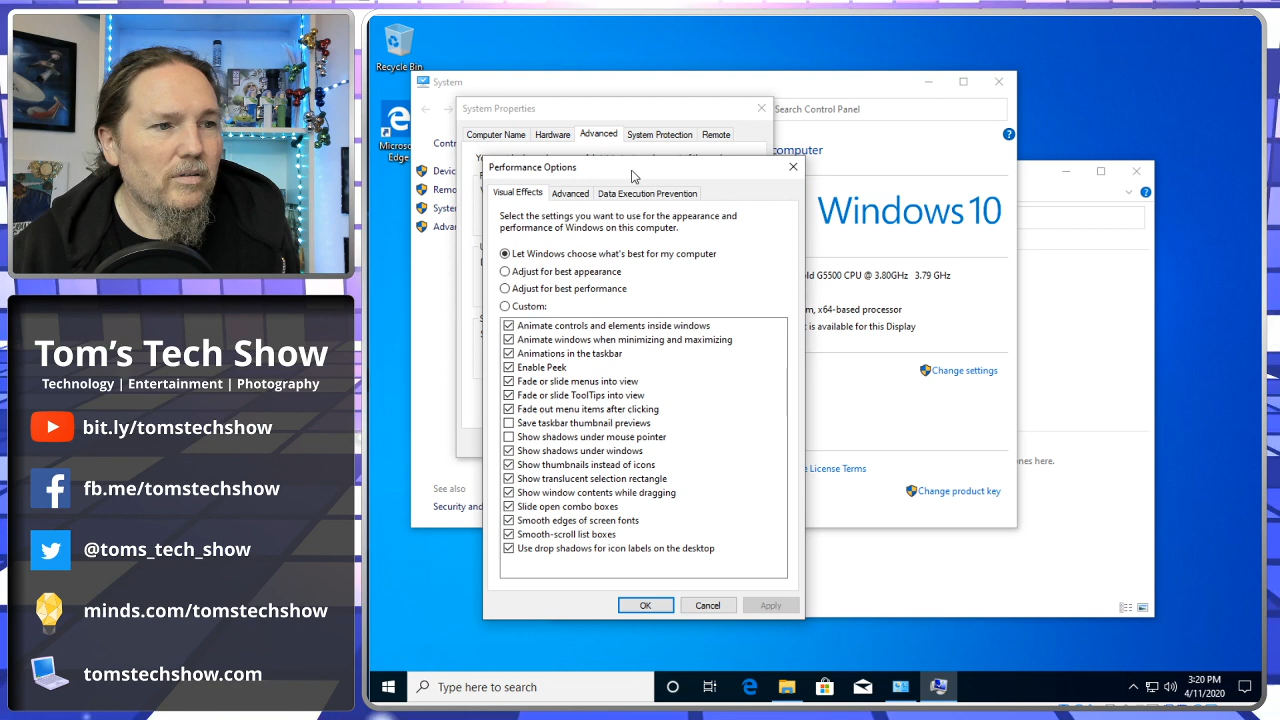 Tom's Tech Show
Technology | Entertainment | Photography
bit.ly/tomstechshow
fb.me/tomstechshow
@toms_tech_show
minds.com/tomstechshow
tomstechshow.com
Recycle Bin
Edge
System
System Properties
Search Control Panel
Computer Name
Hardware
Advanced
System Protection
Remote
computer
Performance Options
Visual Effects
Advanced
Data Execution Prevention
Select the settings you want to use for the appearance and
performance of Windows on this computer.
Let Windows choose what's best for my computer
Adjust for best appearance
Adjust for best performance
Custom:
Animate controls and elements inside windows
Animate windows when minimizing and maximizing
Animations in the taskbar
Enable Peek
Fade or slide menus into view
Fade or slide ToolTips into view
Fade out menu items after clicking
Save taskbar thumbnail previews
Show shadows under mouse pointer
Show shadows under windows
Show thumbnails instead of icons
Show translucent selection rectangle
Show window contents while dragging
Slide open combo boxes
Smooth edges of screen fonts
Smooth-scroll list boxes
Use drop shadows for icon labels on the desktop
OK
Cancel
Apply
Windows 10
ld G5500 CPU @ 3.80GHz 3.79 GHz
m, x64-based processor
t is available for this Display
Change settings
e License Terms
Change product key
ones here.
See also
Security and
Type here to search
3:20 PM
4/11/2020